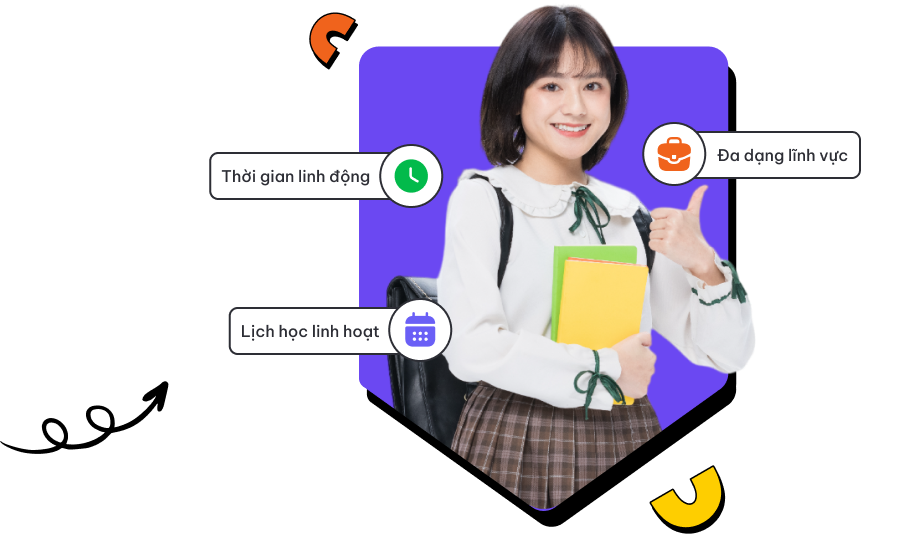 Đa dạng lĩnh vực
Thời gian linh động
Lịch học linh hoạt